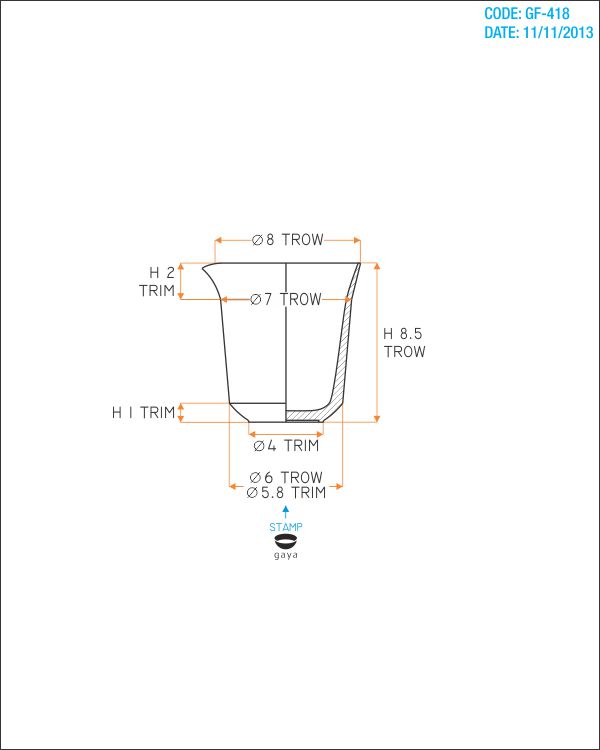 CODE: GF-418
DATE: 11/11/2013
Ø 8 TROW
H 2
TRIM
Ø 7 TROW
H 8.5
TROW
H 1 TRIM
Ø 4 TRIM
Ø 6 TROW
Ø 5.8 TRIM
STAMP
gaya